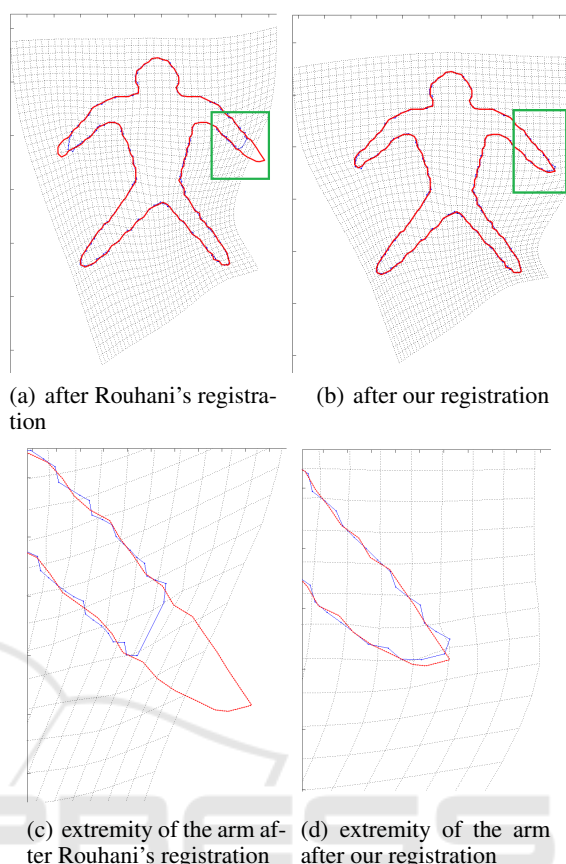 (a) after Rouhani's registra-
tion
(b) after our registration
(c) extremity of the arm af-
ter Rouhani's registration
(d) extremity of the arm
after our registration